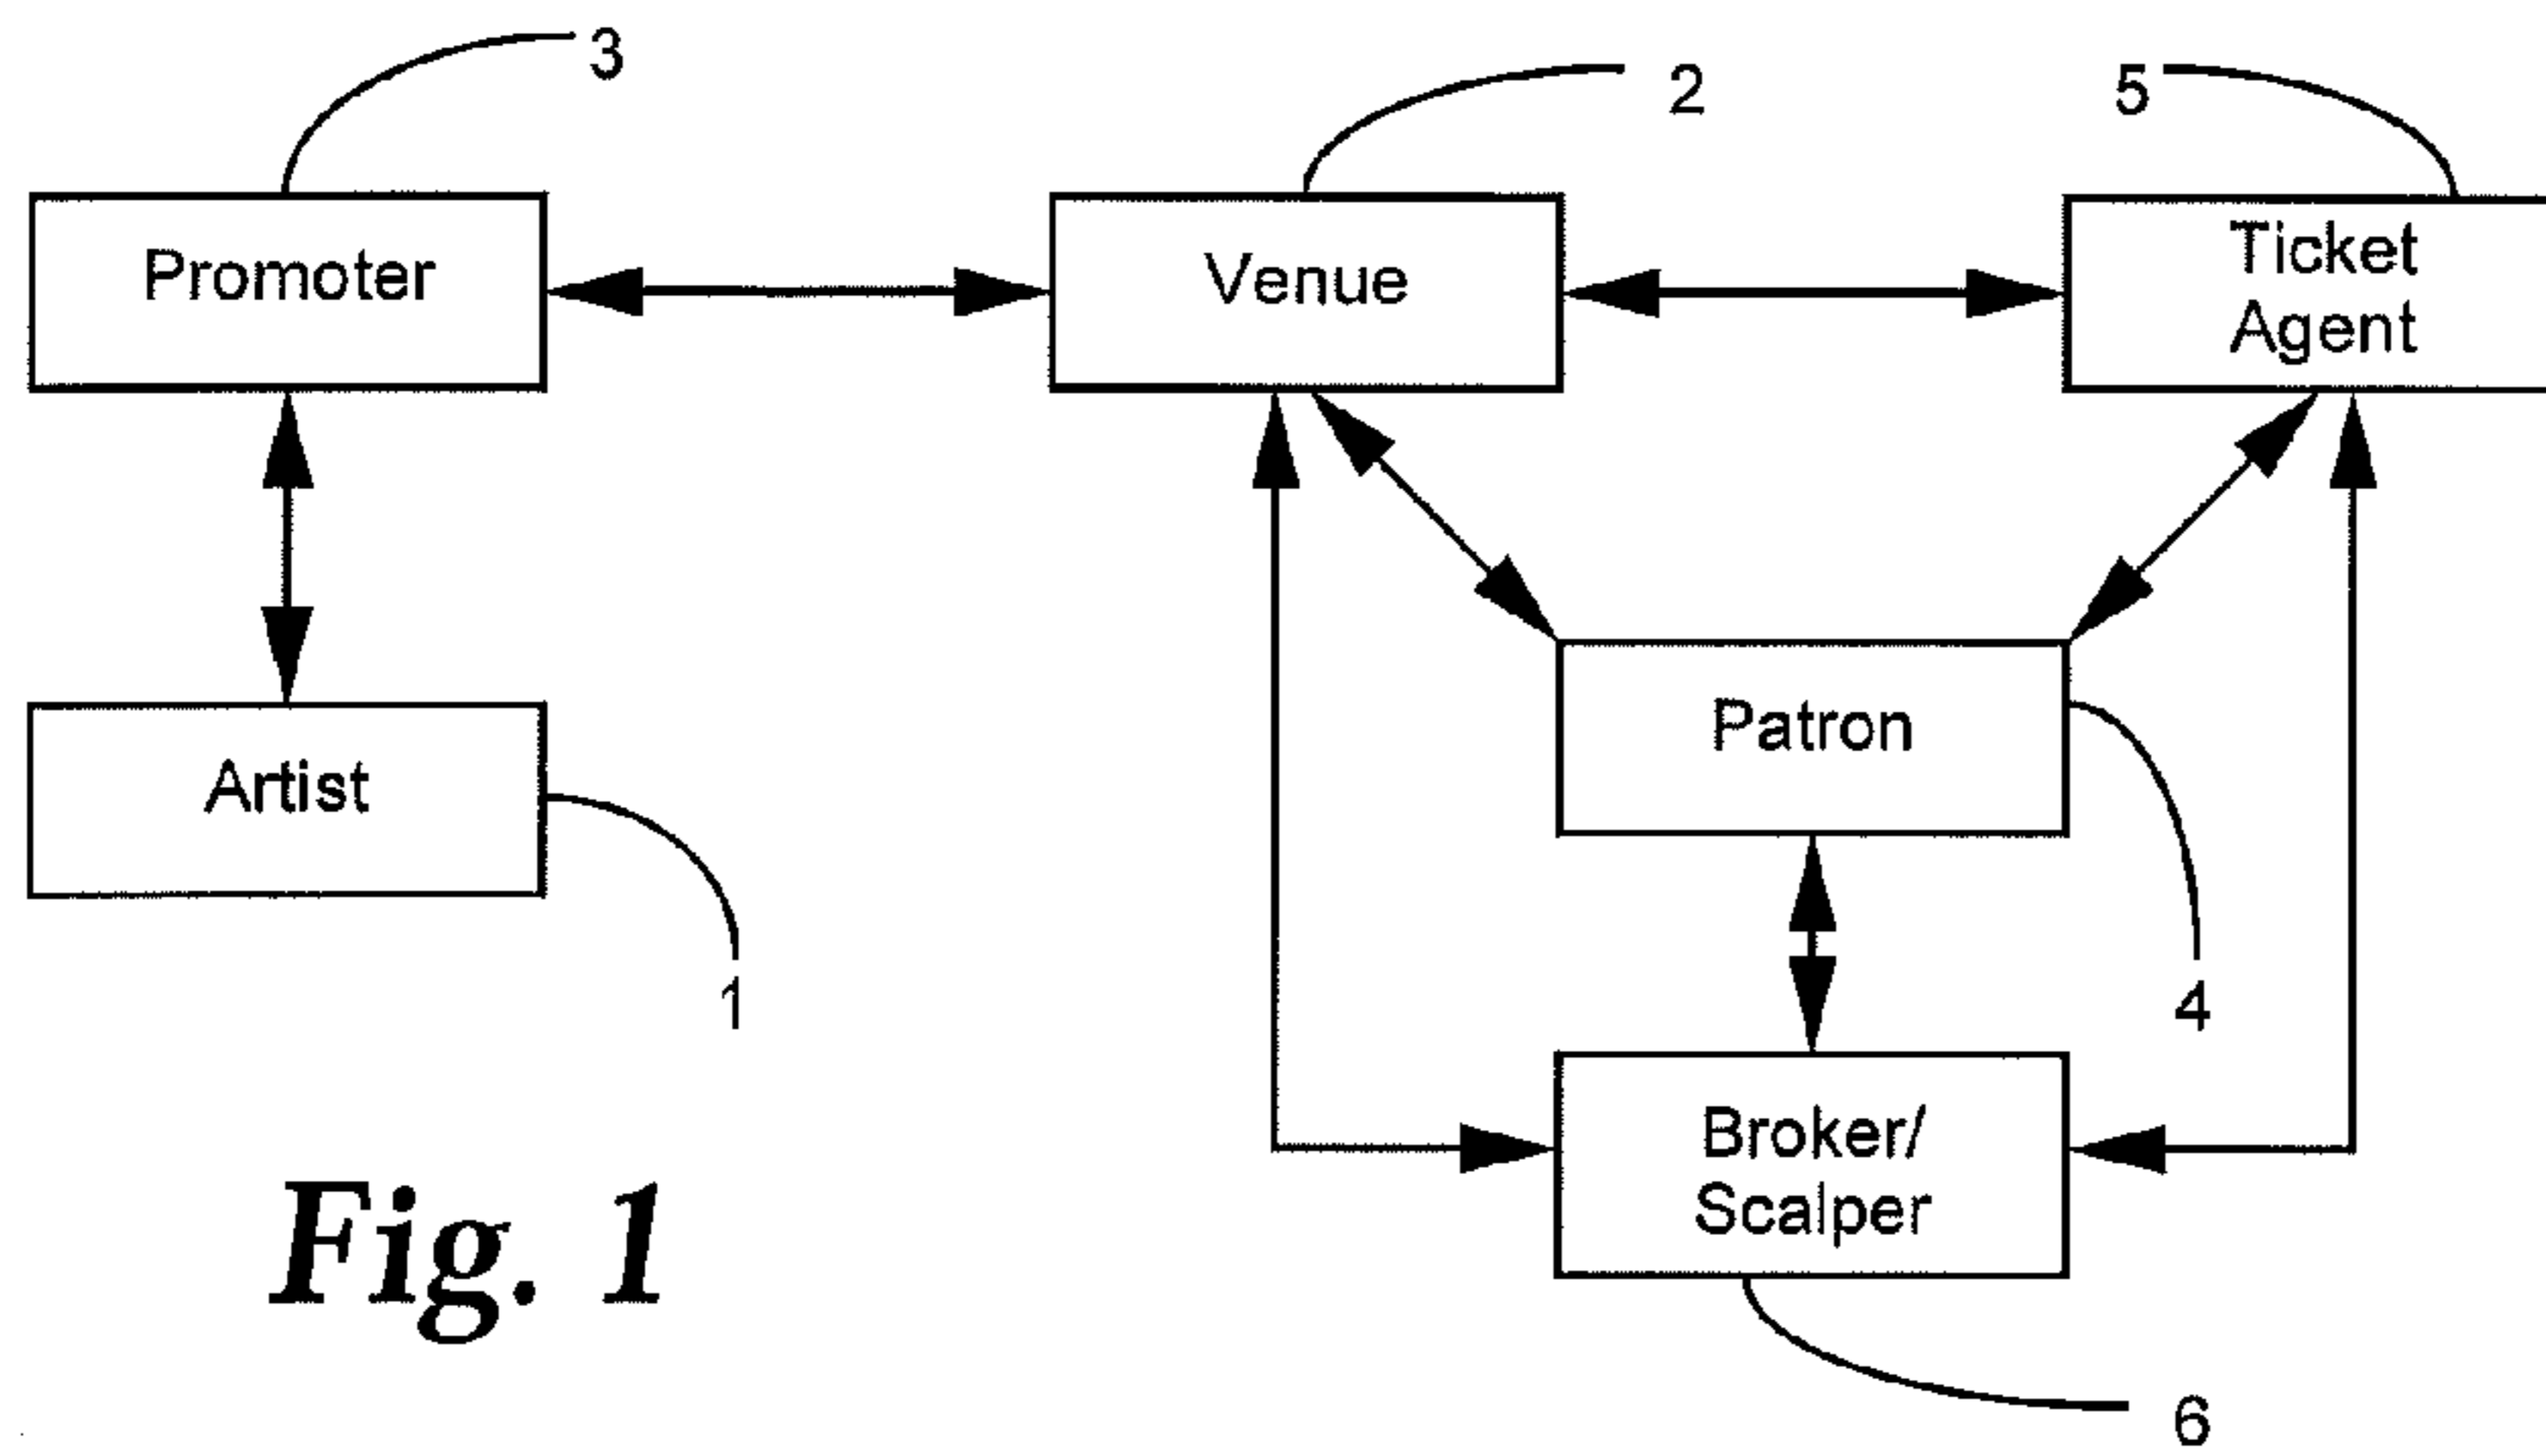 3
2
5
Promoter
Venue
Ticket
Agent
Patron
Artist
1
4
Broker/
Scalper
Fig. 1
6